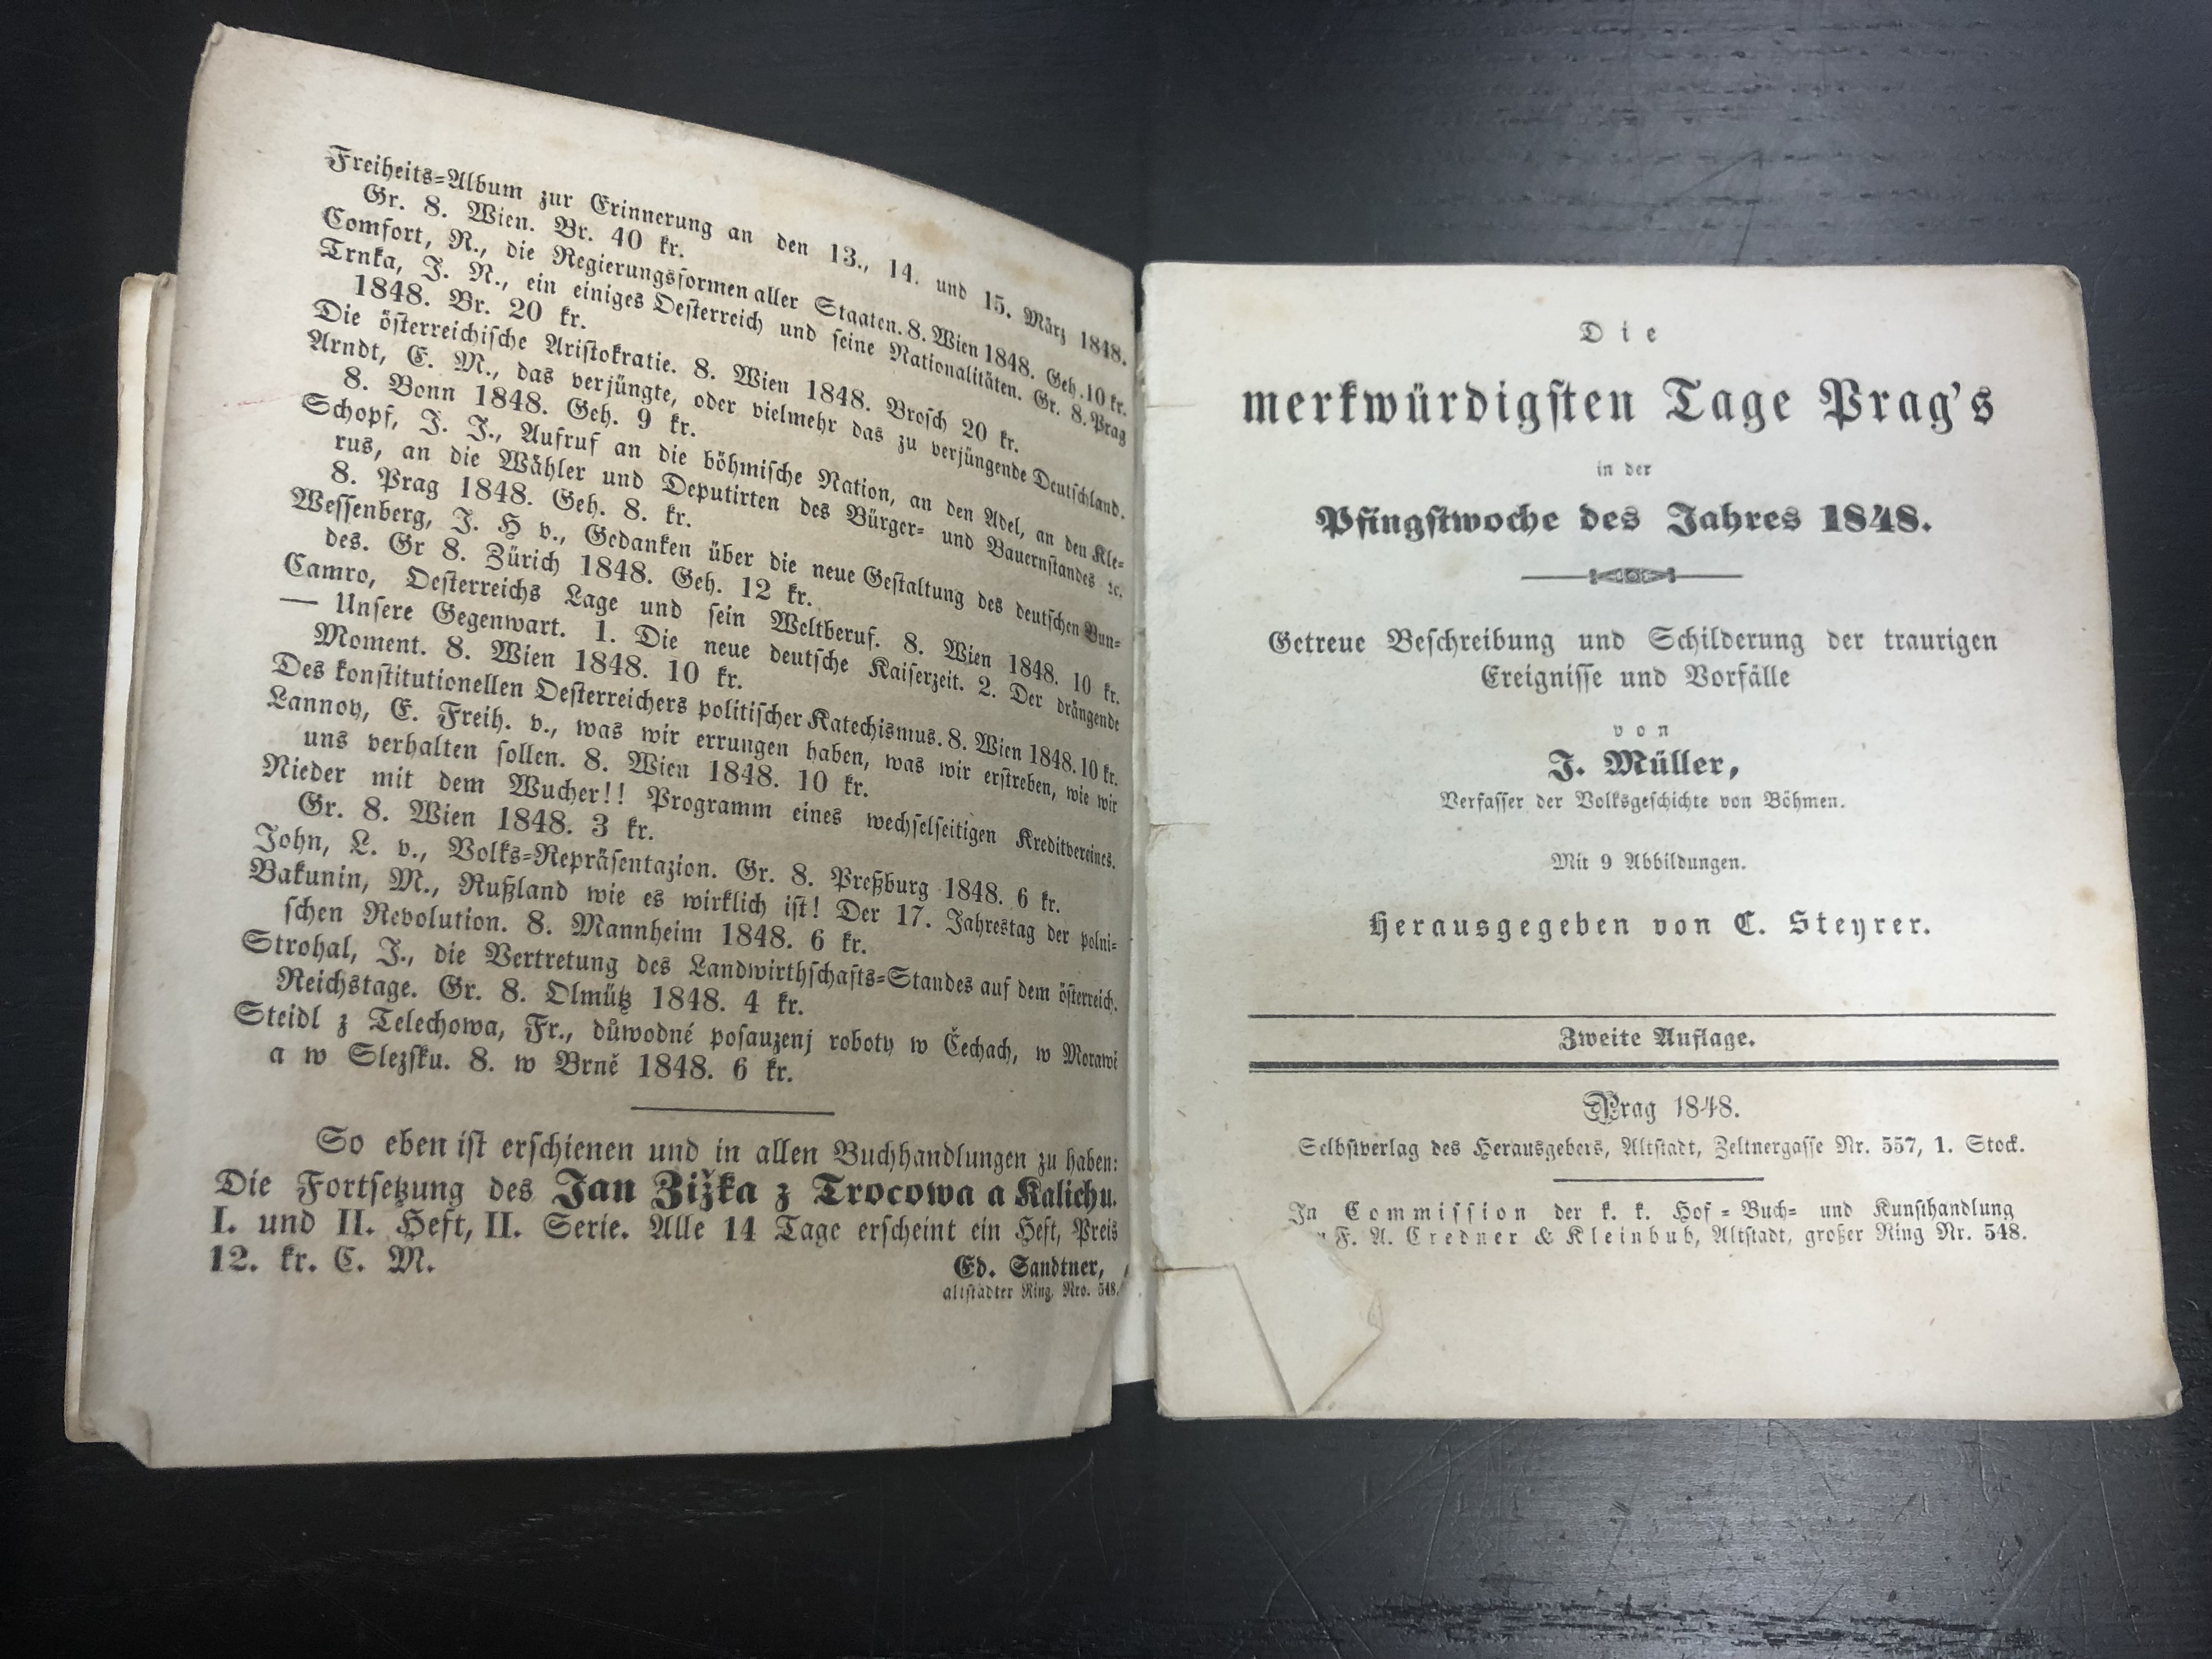 Freiheits-Album zur Erinnerung an den 13., 14. und 15. März 1848.
Gr. 8. Wien. Br. 40 kr.
Comfort, R., die Regierungsformen aller Staaten. 8. Wien 1848. Geh. 10 kr.
Trnka, J. N., ein einiges Oesterreich und seine Nationalitäten. Gr. 8. Prag
1848. Br. 20 kr.
Die österreichische Aristokratie. 8. Wien 1848. Brosch 20 kr.
Arndt, E. M., das verjüngte, oder vielmehr das zu verjüngende Deutschland.
8. Bonn 1848. Geh. 9 kr.
Schopf, J. J., Aufruf an die böhmische Nation, an den Adel, an den Kle-
rus, an die Wähler und Deputirten des Bürger- und Bauernstandes ꝛc.
8. Prag 1848. Geh. 8. kr.
Wessenberg, J. H v., Gedanken über die neue Gestaltung des deutschen Bun-
des. Gr 8. Zürich 1848. Geh. 12 kr.
Camro, Oesterreichs Lage und sein Weltberuf. 8. Wien 1848. 10 kr.
— Unsere Gegenwart. 1. Die neue deutsche Kaiserzeit. 2. Der drängende
Moment. 8. Wien 1848. 10 kr.
Des konstitutionellen Oesterreichers politischer Katechismus. 8. Wien 1848. 10 kr.
Lannoy, E. Freih. v., was wir errungen haben, was wir erstreben, wie wir
uns verhalten sollen. 8. Wien 1848. 10 kr.
Nieder mit dem Wucher!! Programm eines wechselseitigen Kreditvereines.
Gr. 8. Wien 1848. 3 kr.
John, L. v., Volks-Repräsentazion. Gr. 8. Preßburg 1848. 6 kr.
Bakunin, M., Rußland wie es wirklich ist! Der 17. Jahrestag der polni-
schen Revolution. 8. Mannheim 1848. 6 kr.
Strohal, J., die Vertretung des Landwirthschafts-Standes auf dem österreich.
Reichstage. Gr. 8. Olmütz 1848. 4 kr.
Steidl z Telechowa, Fr., důwodné posauzenj roboty w Čechach, w Morawě
a w Slezsku. 8. w Brně 1848. 6 kr.
So eben ist erschienen und in allen Buchhandlungen zu haben:
Die Fortsetzung des Jan Žižka z Trocowa a Kalichu.
I. und II. Heft, II. Serie. Alle 14 Tage erscheint ein Heft, Preis
12. kr. C. M.
Ed. Sandtner,
altstädter Ring, Nro. 548.
Die
merkwürdigsten Tage Prag's
in der
Pfingstwoche des Jahres 1848.
Getreue Beschreibung und Schilderung der traurigen
Ereignisse und Vorfälle
von
J. Müller,
Verfasser der Volksgeschichte von Böhmen.
Mit 9 Abbildungen.
Herausgegeben von C. Steyrer.
Zweite Auflage.
Prag 1848.
Selbstverlag des Herausgebers, Altstadt, Zeltnergasse Nr. 557, 1. Stock.
In Commission der k. k. Hof-Buch- und Kunsthandlung
F. A. Credner & Kleinbub, Altstadt, großer Ring Nr. 548.